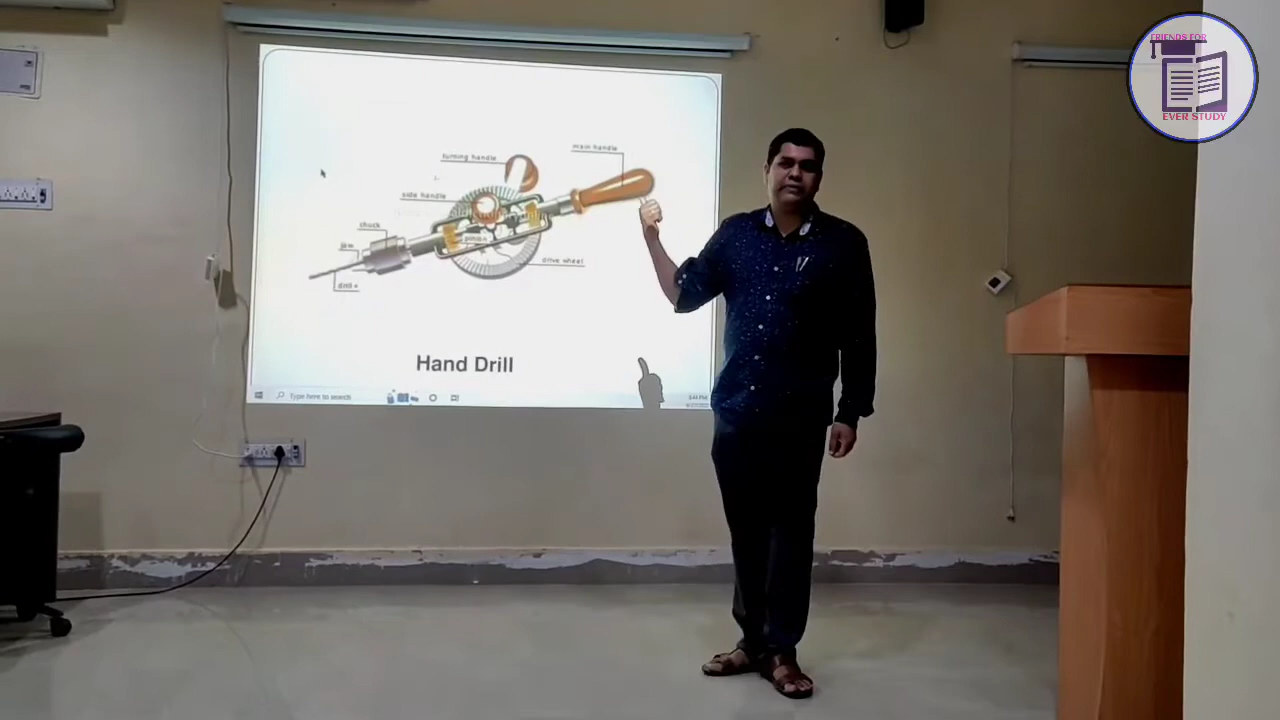 FRIENDS FOR
EVER STUDY
main handle
turning handle
side handle
chuck
jaw
pinion
drive wheel
drill
Hand Drill
Type here to search